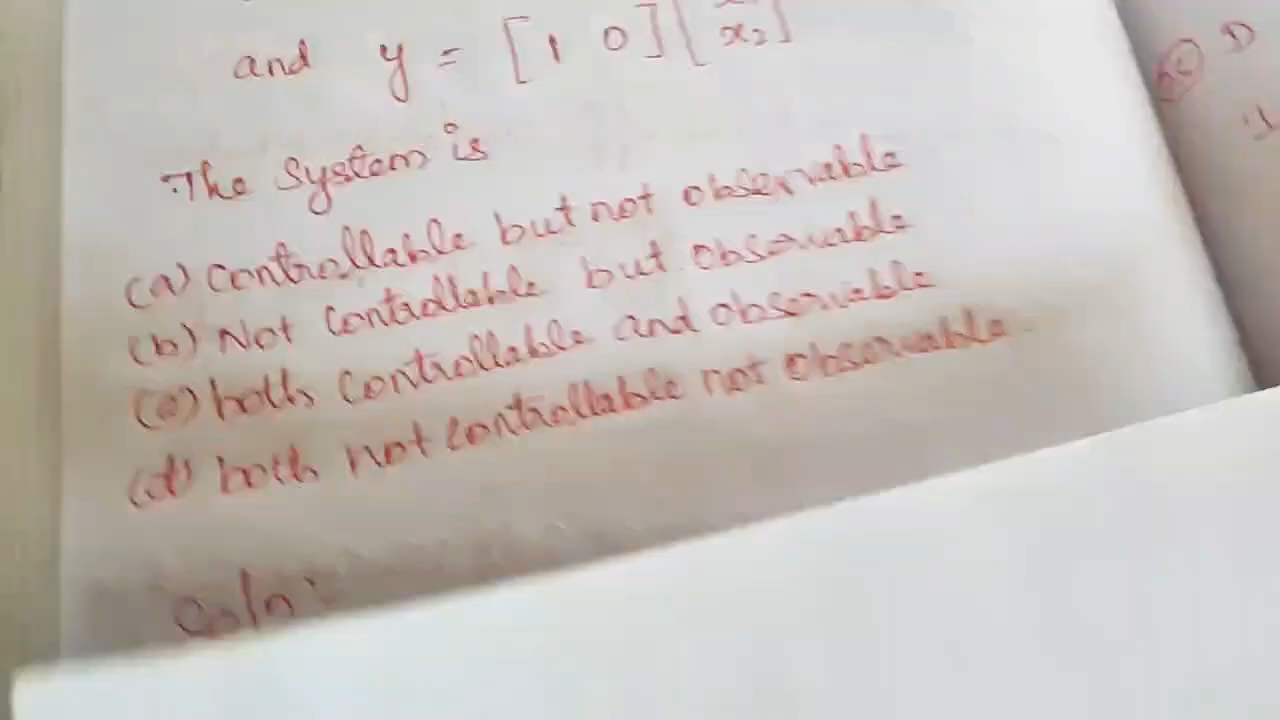 and y = [1 0][x₂]
The System is
(a) Controllable but not observable
(b) Not Controllable but observable
(c) both Controllable and observable
(d) both not controllable not observable
Soln: